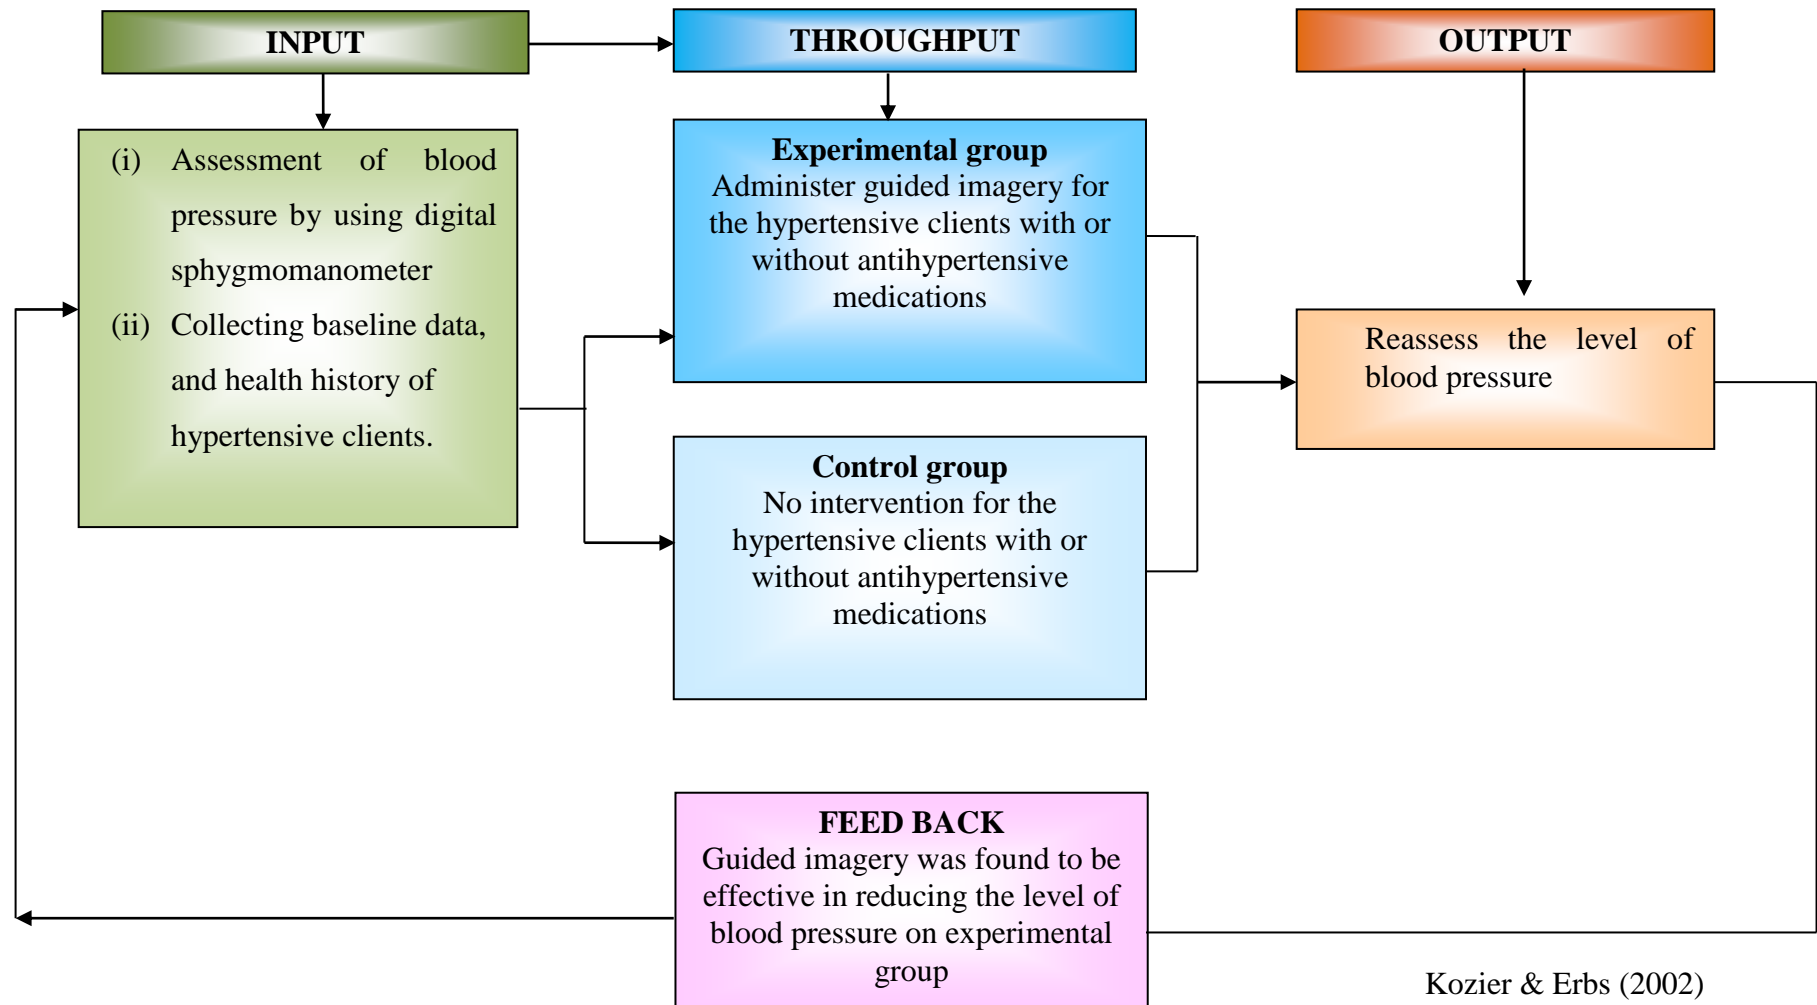 INPUT
THROUGHPUT
OUTPUT
(i) Assessment of blood
pressure by using digital
sphygmomanometer
(ii) Collecting baseline data,
and health history of
hypertensive clients.
Experimental group
Administer guided imagery for
the hypertensive clients with or
without antihypertensive
medications
Control group
No intervention for the
hypertensive clients with or
without antihypertensive
medications
Reassess the level of
blood pressure
FEED BACK
Guided imagery was found to be
effective in reducing the level of
blood pressure on experimental
group
Kozier & Erbs (2002)